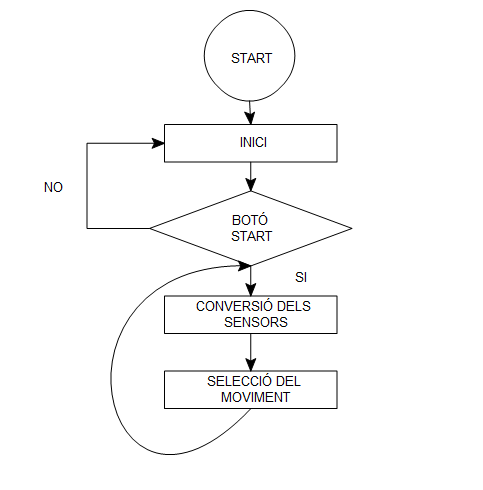 START
INICI
NO
BOTÓ
START
SI
CONVERSIÓ DELS
SENSORS
SELECCIÓ DEL
MOVIMENT